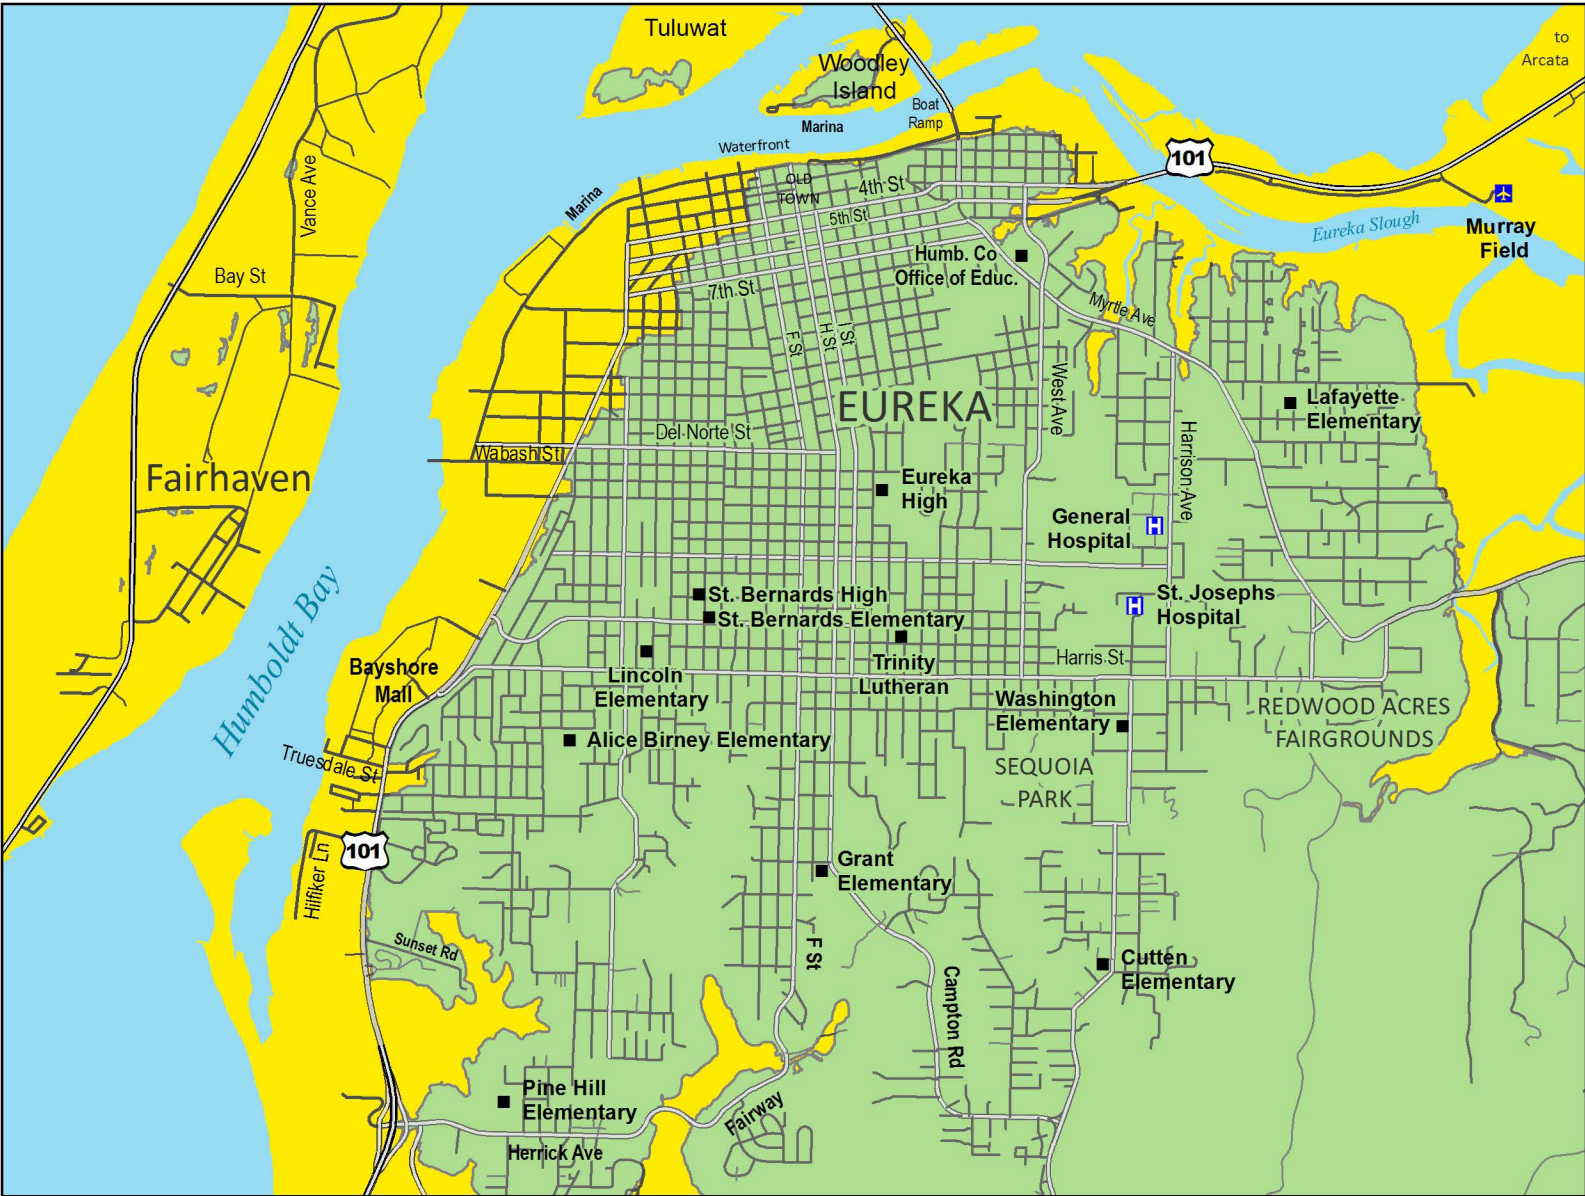 Tuluwat
Woodley
Island
to
Arcata
Boat
Ramp
Marina
Waterfront
101
Vance Ave
Marina
OLD
TOWN
4th St
5th St
Eureka Slough
Murray
Field
Humb. Co
Office of Educ.
Bay St
7th St
Myrtle Ave
F St
H St
I St
West Ave
EUREKA
Lafayette
Elementary
Del Norte St
Wabash St
Harrison Ave
Fairhaven
Eureka
High
General
Hospital
H
Humboldt Bay
St. Bernards High
St. Bernards Elementary
H
St. Josephs
Hospital
Bayshore
Mall
Lincoln
Elementary
Trinity
Lutheran
Harris St
Washington
Elementary
REDWOOD ACRES
FAIRGROUNDS
Alice Birney Elementary
Truesdale St
SEQUOIA
PARK
101
Hilfiker Ln
Grant
Elementary
Sunset Rd
F St
Campton Rd
Cutten
Elementary
Pine Hill
Elementary
Fairway
Herrick Ave